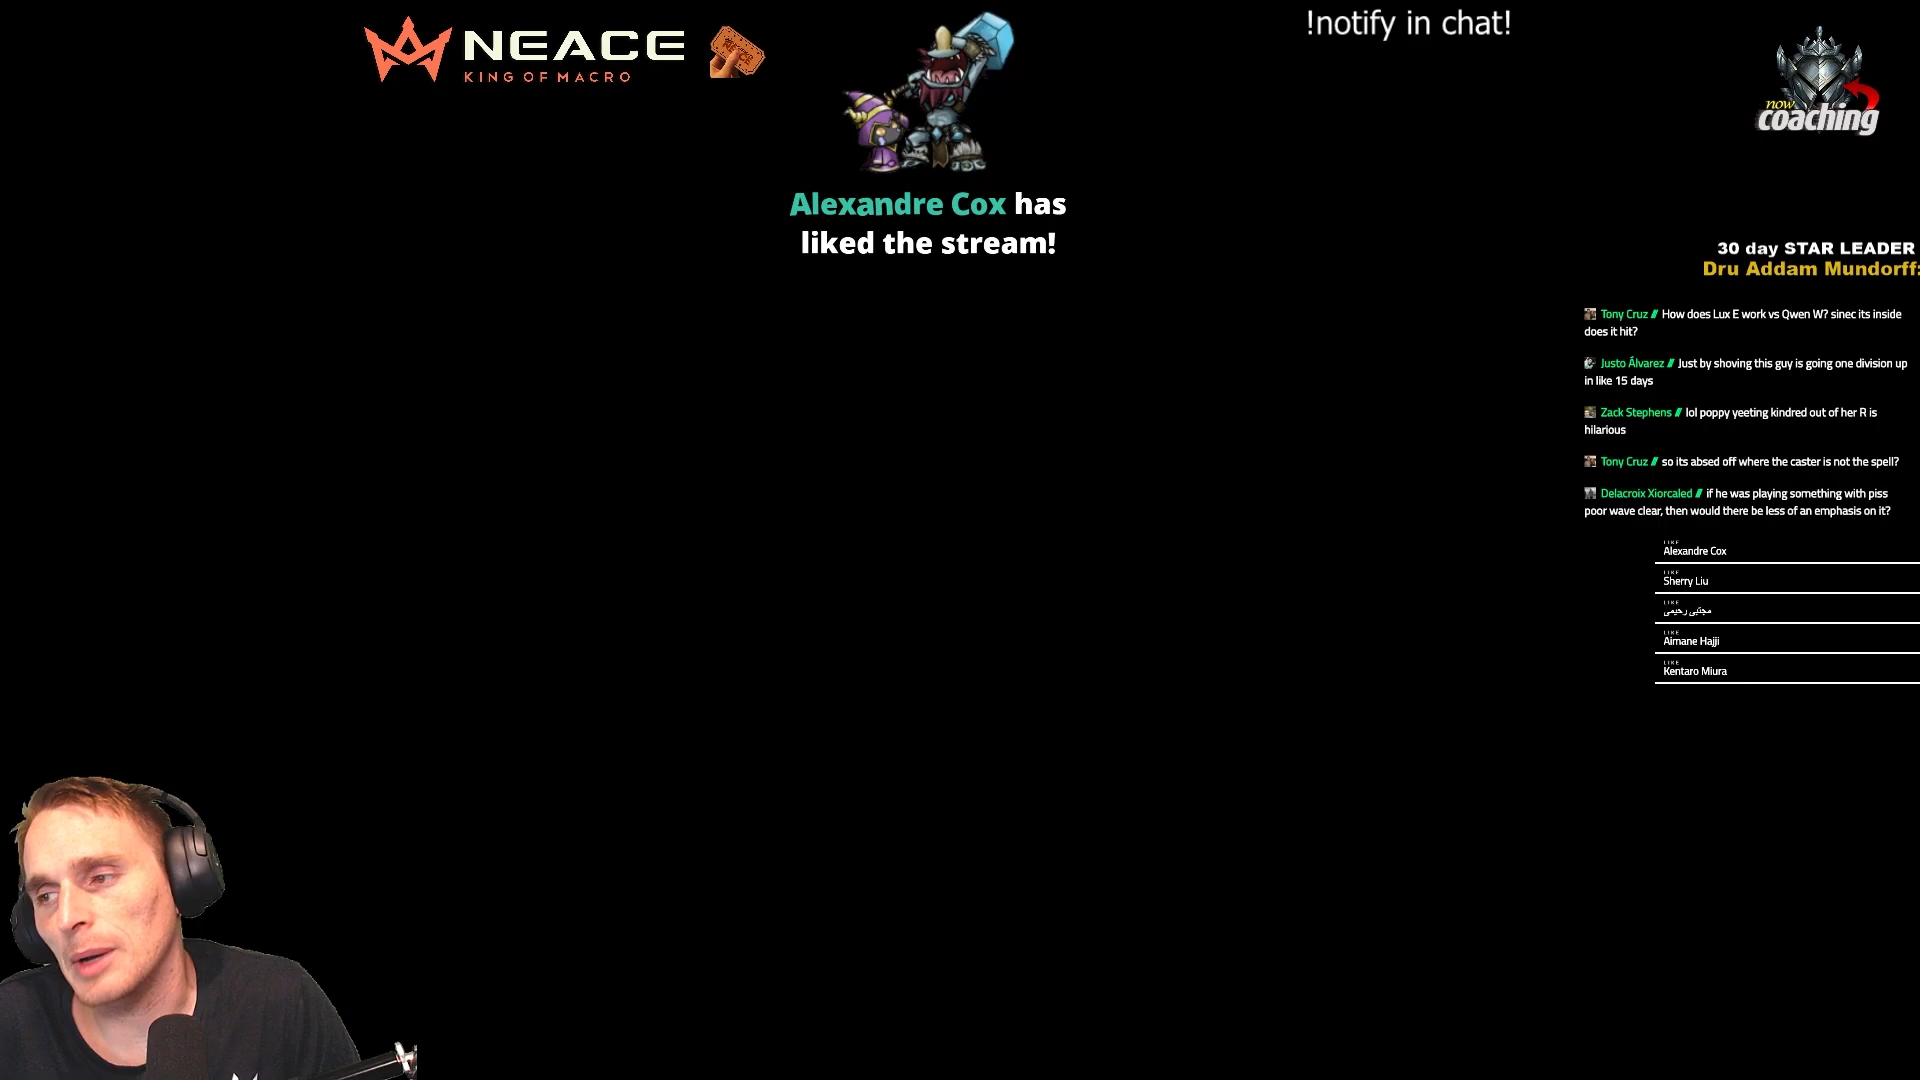 !notify in chat!
NEACE
KING OF MACRO
now
coaching
Alexandre Cox has
liked the stream!
30 day STAR LEADER
Dru Addam Mundorff:
Tony Cruz // How does Lux E work vs Qwen W? sinec its inside
does it hit?
Justo Álvarez // Just by shoving this guy is going one division up
in like 15 days
Zack Stephens // lol poppy yeeting kindred out of her R is
hilarious
Tony Cruz // so its absed off where the caster is not the spell?
Delacroix Xiorcaled // if he was playing something with piss
poor wave clear, then would there be less of an emphasis on it?
LIKE
Alexandre Cox
LIKE
Sherry Liu
LIKE
مجتبی رحیمی
LIKE
Aimane Hajji
LIKE
Kentaro Miura